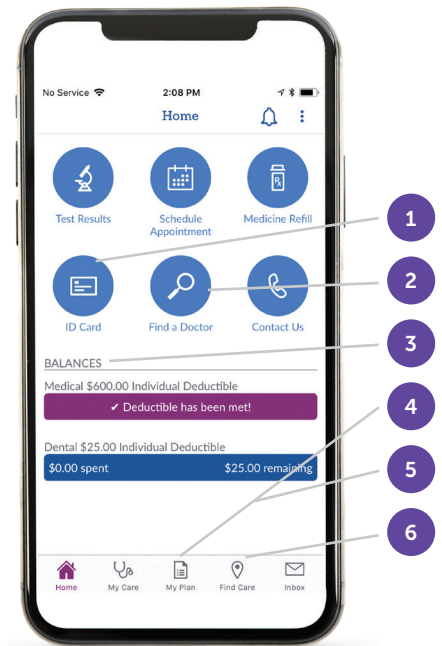 No Service 2:08 PM
Home
Test Results Schedule Appointment Medicine Refill
1
ID Card Find a Doctor Contact Us
2
BALANCES
3
Medical $600.00 Individual Deductible
✔ Deductible has been met!
4
Dental $25.00 Individual Deductible
$0.00 spent $25.00 remaining
5
6
Home My Care My Plan Find Care Inbox